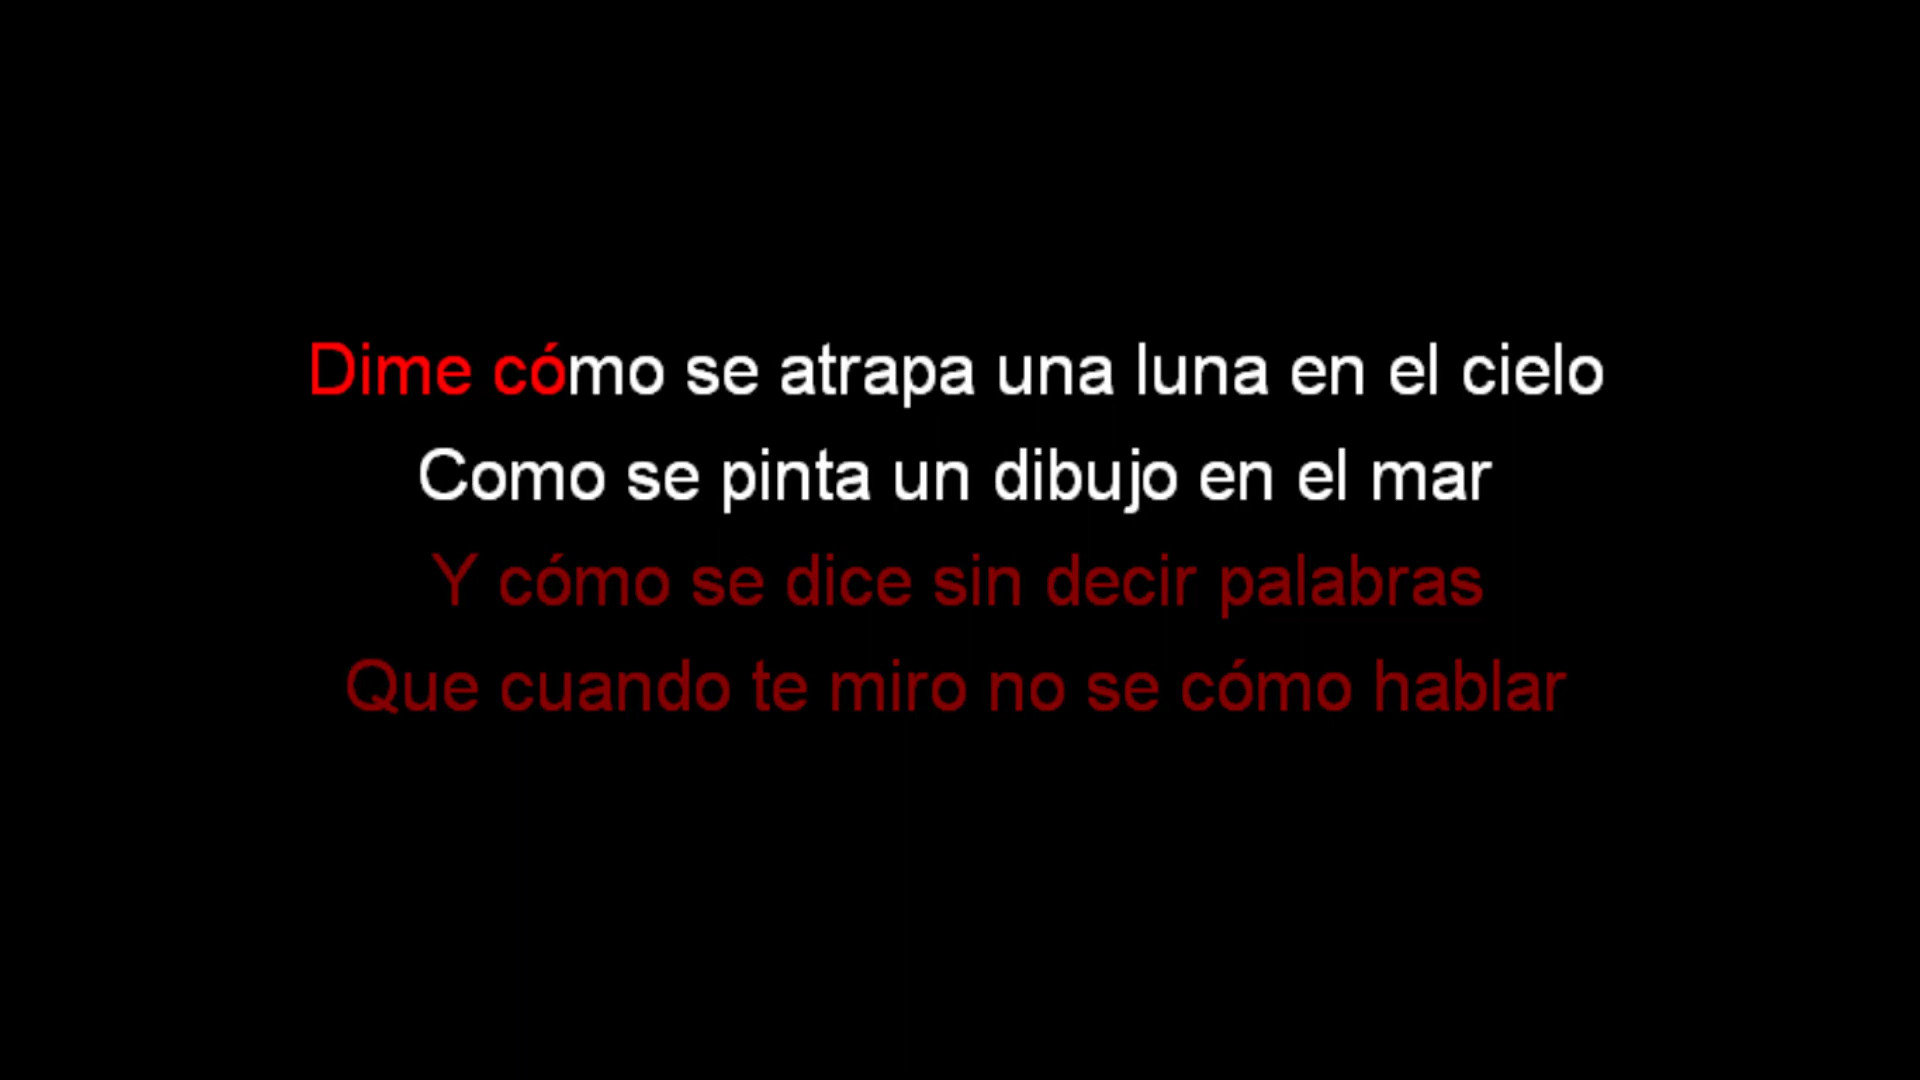 Dime cómo se atrapa una luna en el cielo
Como se pinta un dibujo en el mar
Y cómo se dice sin decir palabras
Que cuando te miro no se cómo hablar